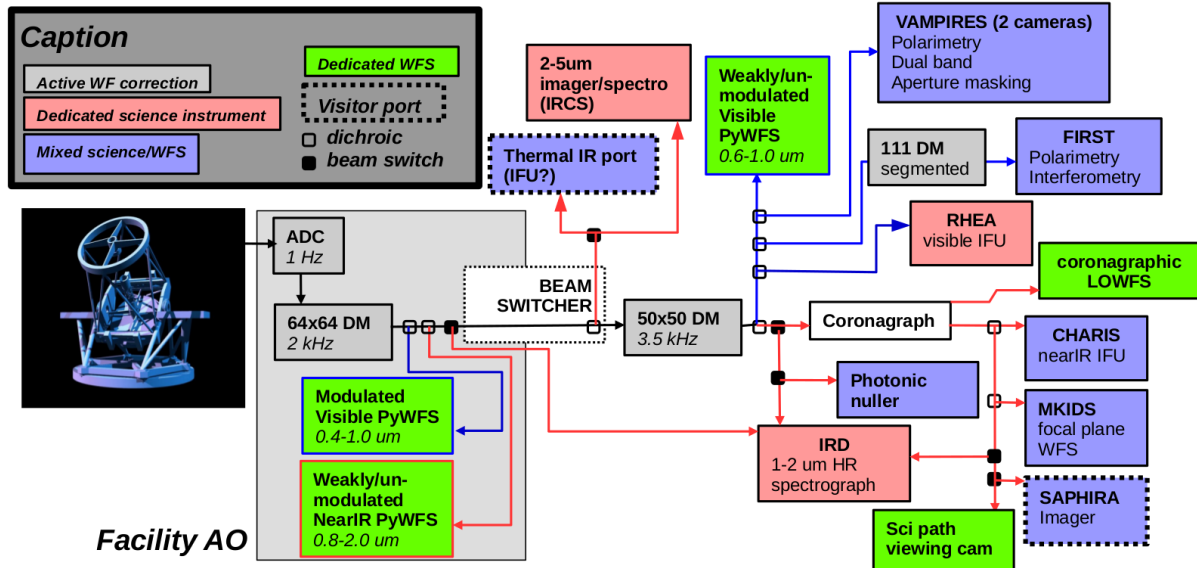 Caption
Active WF correction
Dedicated science instrument
Mixed science/WFS
Dedicated WFS
Visitor port
dichroic
beam switch
2-5um
imager/spectro
(IRCS)
Thermal IR port
(IFU?)
Weakly/un-
modulated
Visible
PyWFS
0.6-1.0 um
VAMPIRES (2 cameras)
Polarimetry
Dual band
Aperture masking
111 DM
segmented
FIRST
Polarimetry
Interferometry
RHEA
visible IFU
coronagraphic
LOWFS
ADC
1 Hz
64x64 DM
2 kHz
BEAM
SWITCHER
50x50 DM
3.5 kHz
Coronagraph
CHARIS
nearIR IFU
Photonic
nuller
MKIDS
focal plane
WFS
Modulated
Visible PyWFS
0.4-1.0 um
IRD
1-2 um HR
spectrograph
Weakly/un-
modulated
NearIR PyWFS
0.8-2.0 um
SAPHIRA
Imager
Sci path
viewing cam
Facility AO